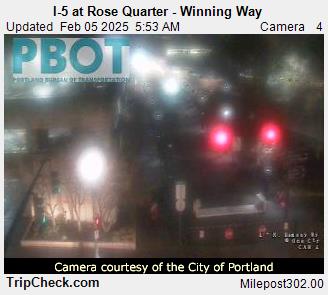 I-5 at Rose Quarter - Winning Way
Updated Feb 05 2025 5:53 AM Camera 4
PBOT
PORTLAND BUREAU OF TRANSPORTATION
Camera courtesy of the City of Portland
TripCheck.com Milepost302.00